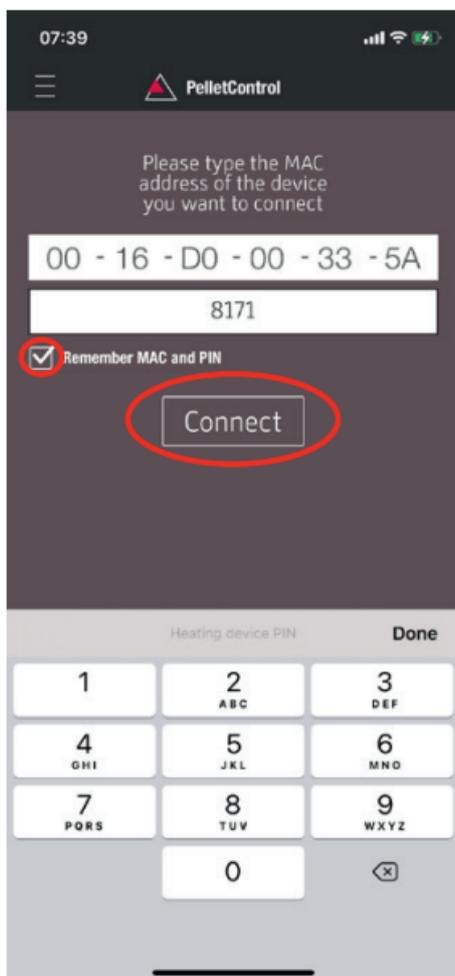 07:39
PelletControl
Please type the MAC
address of the device
you want to connect
00 - 16 - D0 - 00 - 33 - 5A
8171
Remember MAC and PIN
Connect
Heating device PIN Done
1 2 3
ABC DEF
4 5 6
GHI JKL MNO
7 8 9
PQRS TUV WXYZ
0